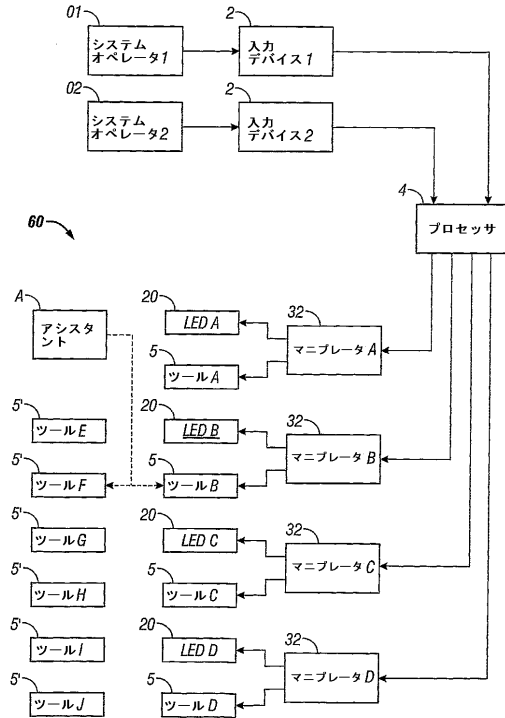 01
システム
オペレータ1
2
入力
デバイス1
02
システム
オペレータ2
2
入力
デバイス2
4
プロセッサ
60
A
アシスタ
ント
20
LED A
32
マニプレータ A
5
ツール A
5'
ツール E
20
LED B
32
マニプレータ B
5'
ツール F
5
ツール B
5'
ツール G
20
LED C
32
マニプレータ C
5'
ツール H
5
ツール C
5'
ツール I
20
LED D
32
マニプレータ D
5'
ツール J
5
ツール D